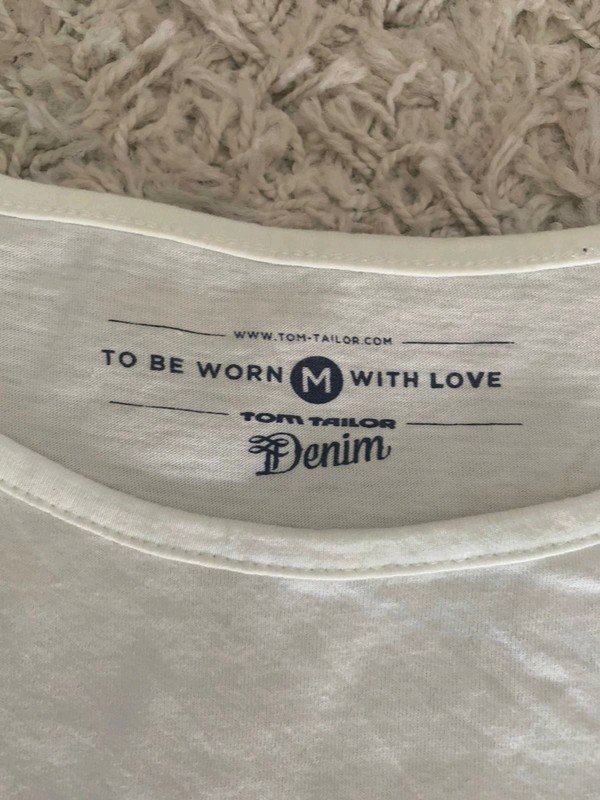 WWW.TOM-TAILOR.COM
TO BE WORN M WITH LOVE
TOM TAILOR
Denim